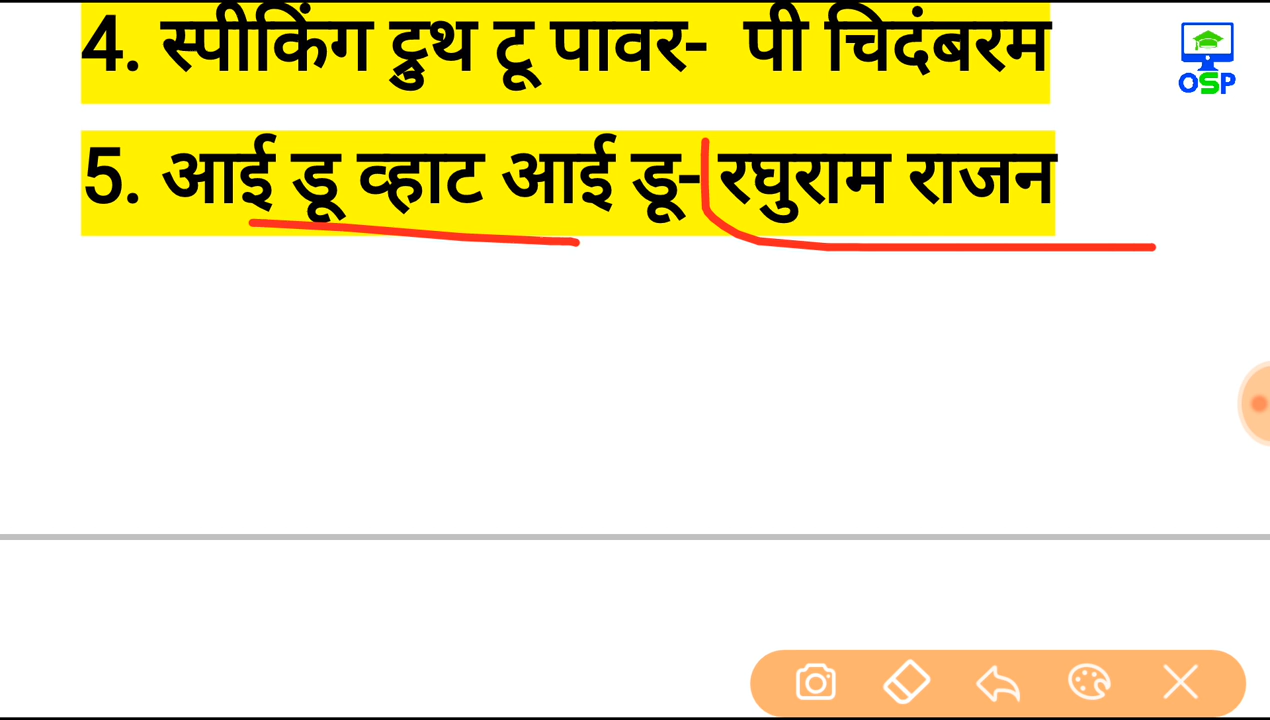 4. स्पीकिंग ट्रुथ टू पावर- पी चिदंबरम
OSP
5. आई डू व्हाट आई डू- रघुराम राजन